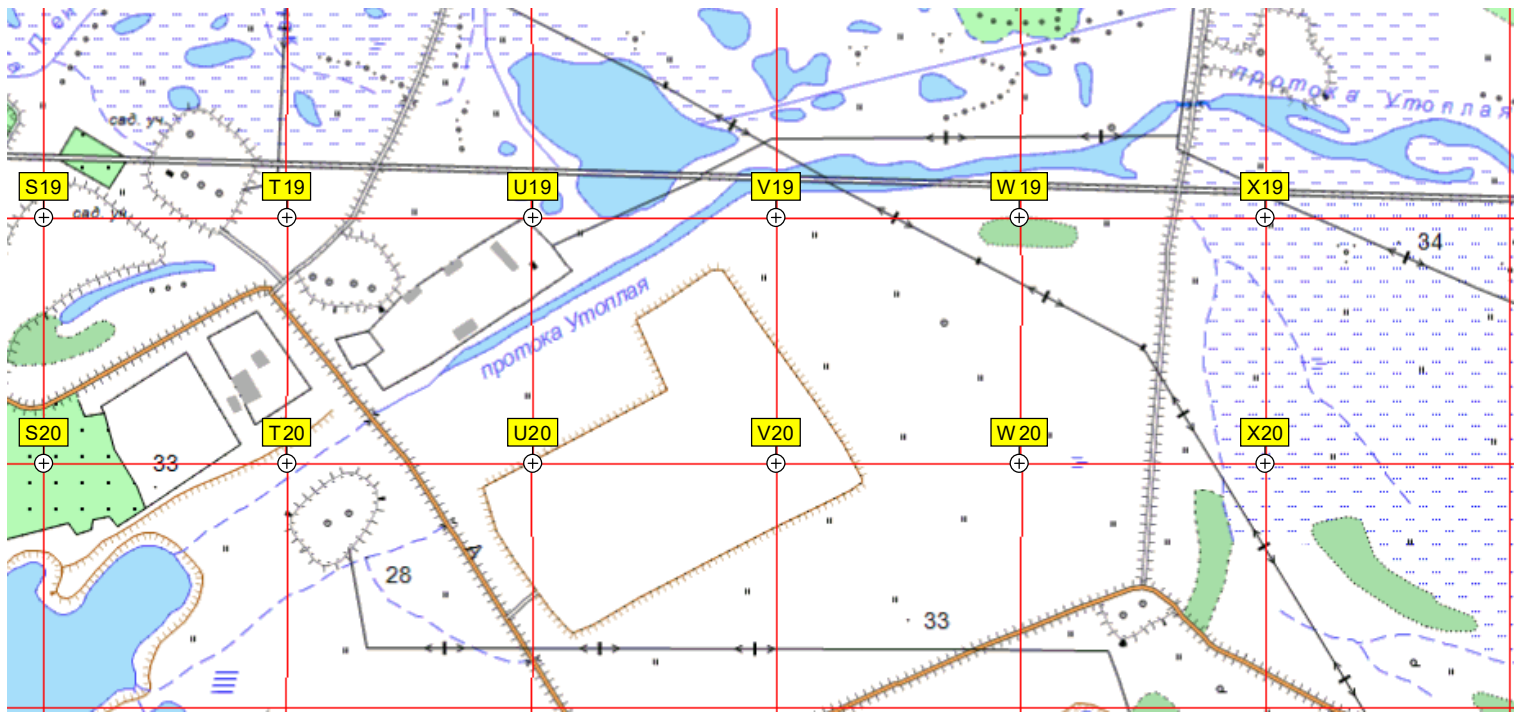 сад. уч.
протока Утоплая
S19
T19
U19
V19
W19
X19
сад. уч.
34
протока Утоплая
S20
T20
U20
V20
W20
X20
33
А
28
33
Р
Р